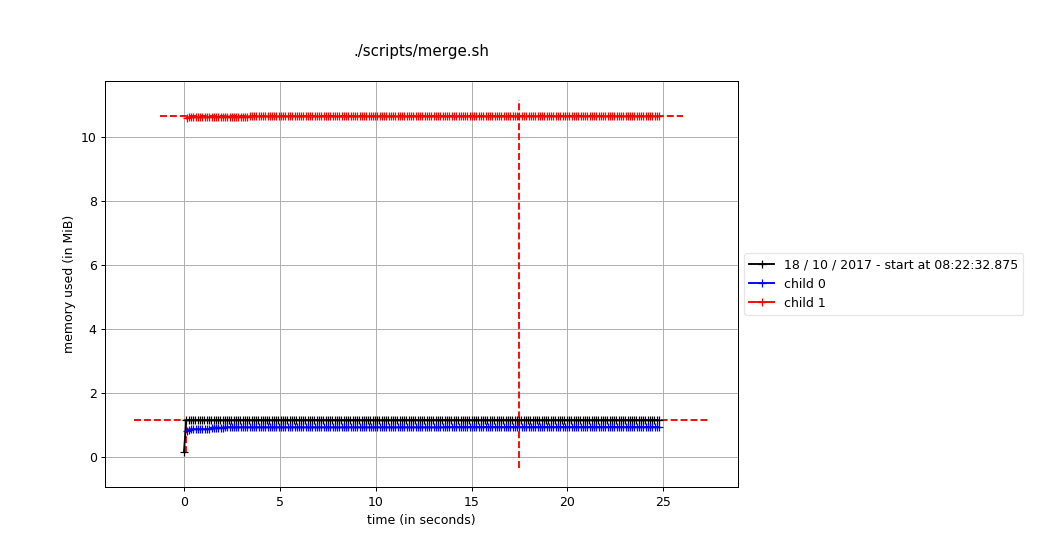 ./scripts/merge.sh
10
8
6
4
2
0
memory used (in MiB)
0 5 10 15 20 25
time (in seconds)
18 / 10 / 2017 - start at 08:22:32.875
child 0
child 1